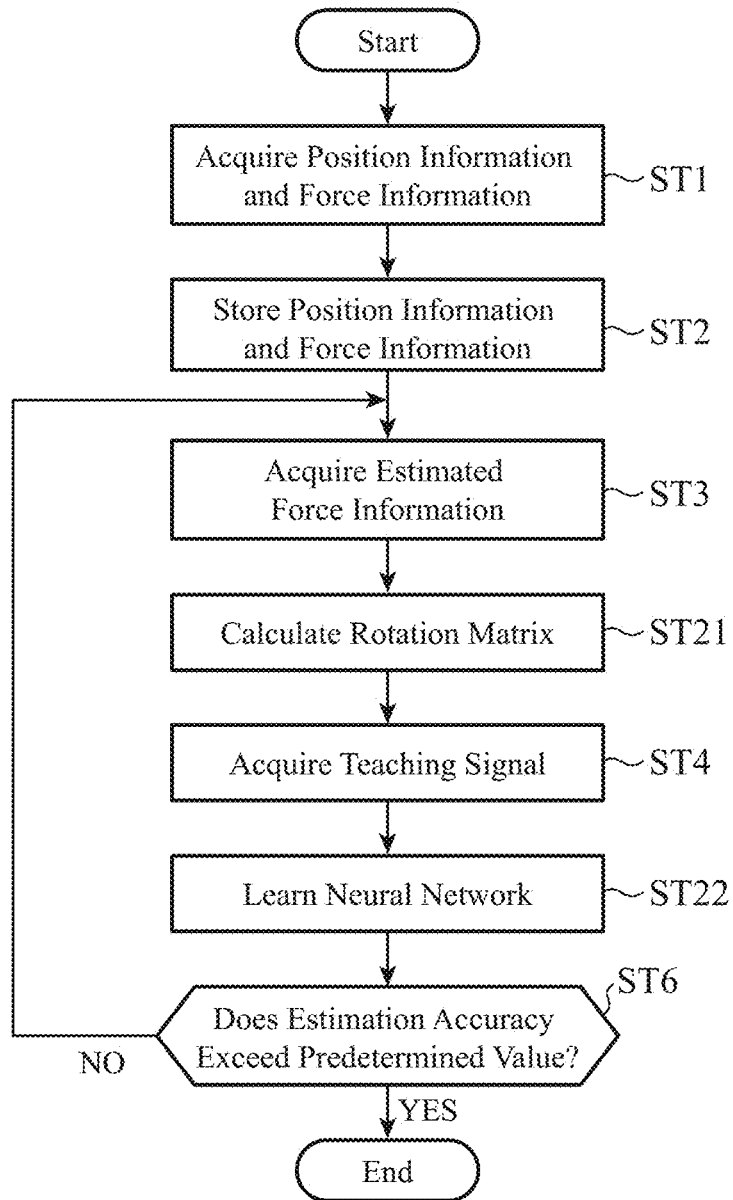 Start
Acquire Position Information
and Force Information
ST1
Store Position Information
and Force Information
ST2
Acquire Estimated
Force Information
ST3
Calculate Rotation Matrix
ST21
Acquire Teaching Signal
ST4
Learn Neural Network
ST22
ST6
Does Estimation Accuracy
Exceed Predetermined Value?
NO
YES
End